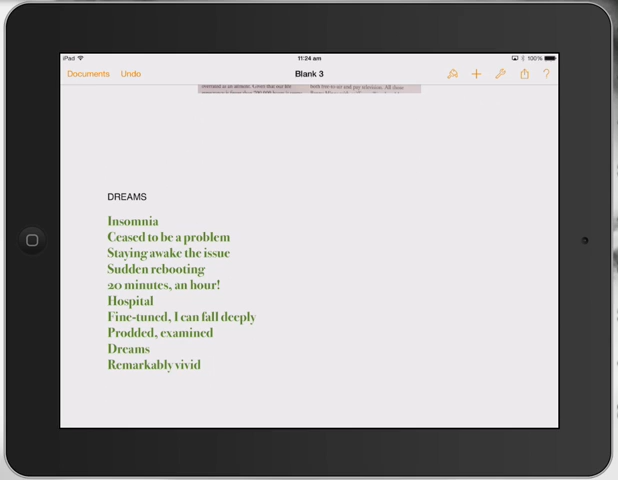 iPad 11:24 am 100%
Documents Undo Blank 3 ?
DREAMS
Insomnia
Ceased to be a problem
Staying awake the issue
Sudden rebooting
20 minutes, an hour!
Hospital
Fine-tuned, I can fall deeply
Prodded, examined
Dreams
Remarkably vivid